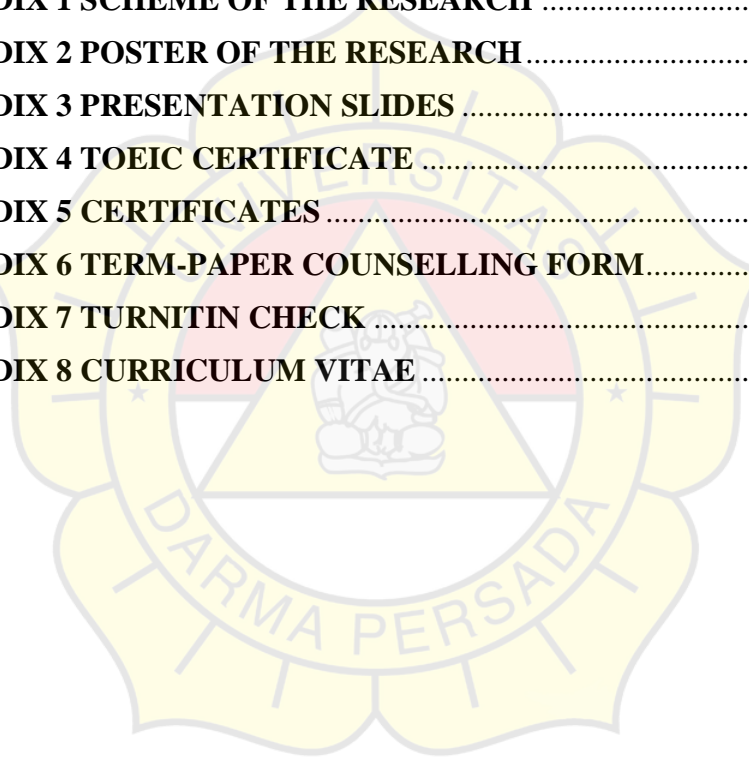 DIX 1 SCHEME OF THE RESEARCH ..............................
DIX 2 POSTER OF THE RESEARCH ..............................
DIX 3 PRESENTATION SLIDES ........................................
DIX 4 TOEIC CERTIFICATE .............................................
DIX 5 CERTIFICATES ..........................................................
DIX 6 TERM-PAPER COUNSELLING FORM ..............
DIX 7 TURNITIN CHECK ...................................................
DIX 8 CURRICULUM VITAE .............................................
UNIVERSITAS
DARMA PERSADA